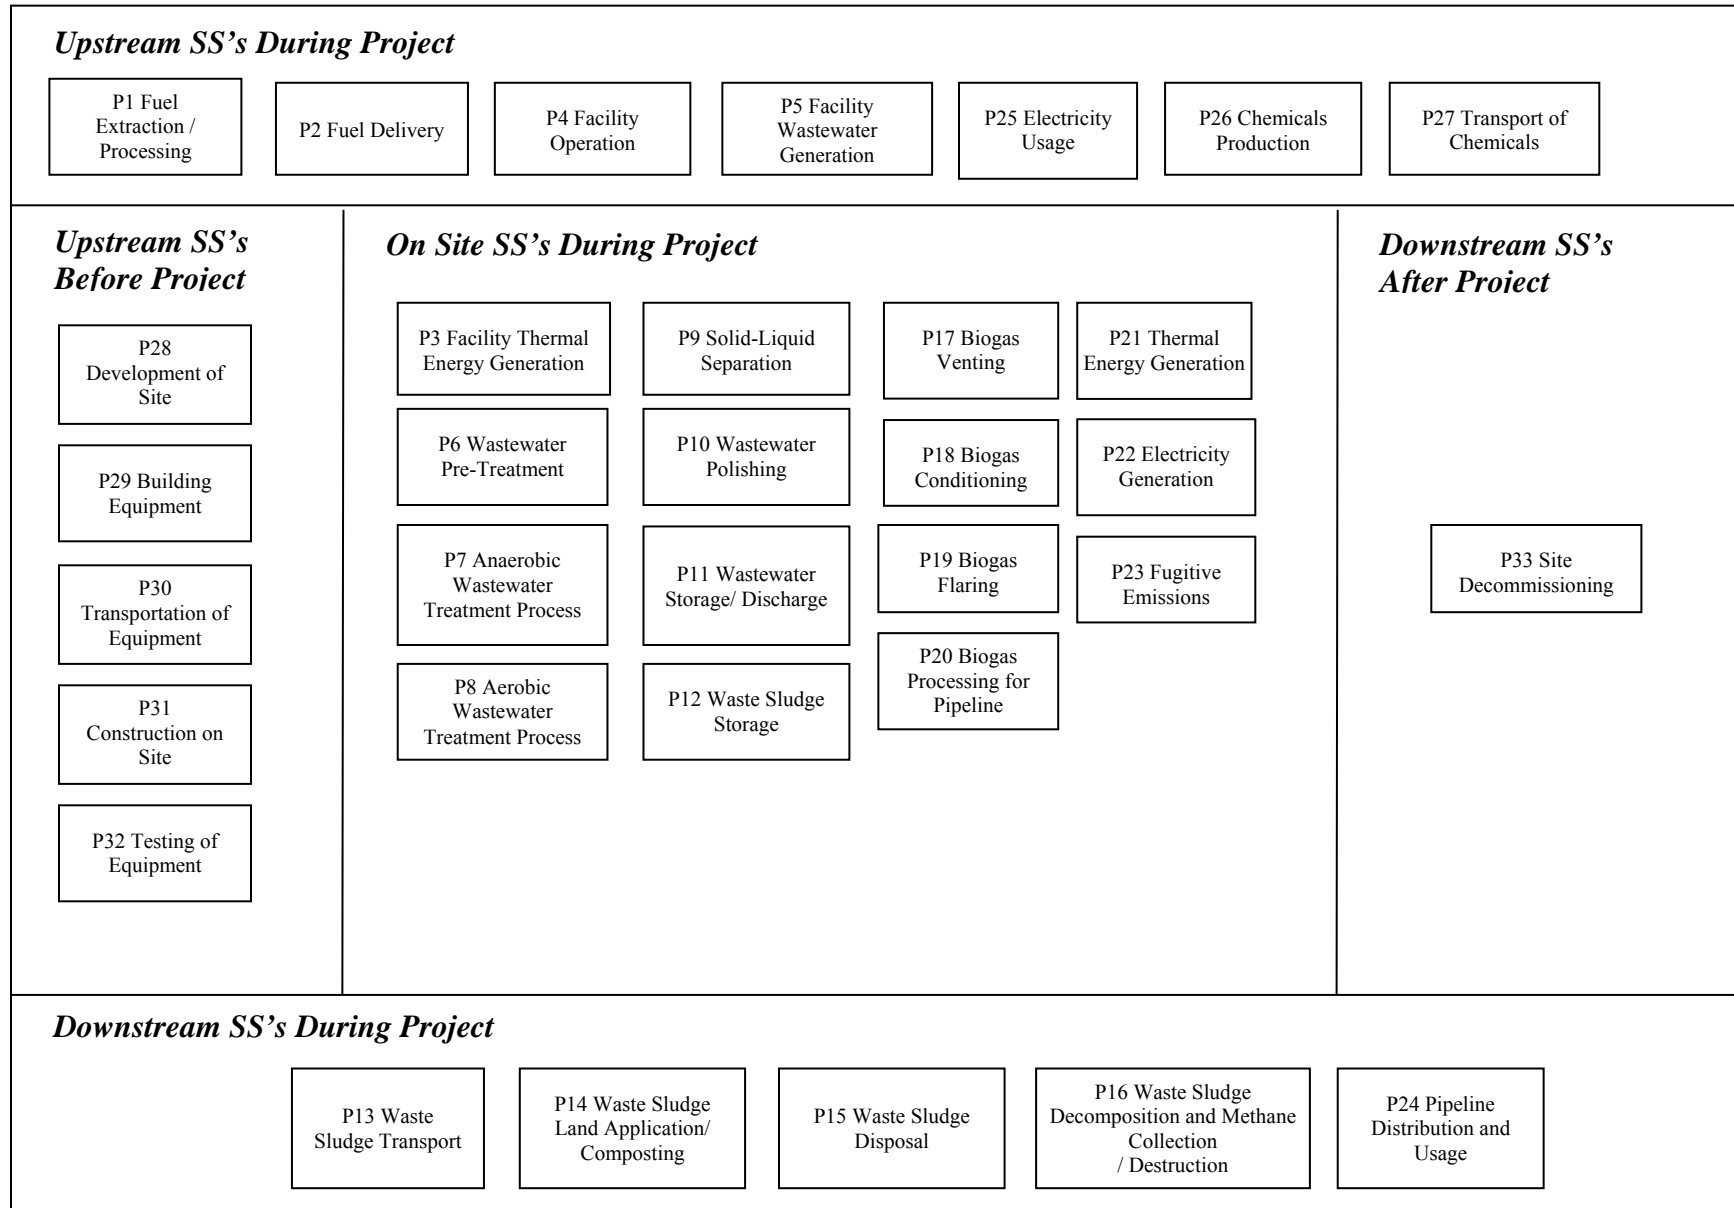 Upstream SS's During Project
P1 Fuel
Extraction /
Processing
P2 Fuel Delivery
P4 Facility
Operation
P5 Facility
Wastewater
Generation
P25 Electricity
Usage
P26 Chemicals
Production
P27 Transport of
Chemicals
Upstream SS's
Before Project
P28
Development of
Site
P29 Building
Equipment
P30
Transportation of
Equipment
P31
Construction on
Site
P32 Testing of
Equipment
On Site SS's During Project
P3 Facility Thermal
Energy Generation
P6 Wastewater
Pre-Treatment
P7 Anaerobic
Wastewater
Treatment Process
P8 Aerobic
Wastewater
Treatment Process
P9 Solid-Liquid
Separation
P10 Wastewater
Polishing
P11 Wastewater
Storage/ Discharge
P12 Waste Sludge
Storage
P17 Biogas
Venting
P18 Biogas
Conditioning
P19 Biogas
Flaring
P20 Biogas
Processing for
Pipeline
P21 Thermal
Energy Generation
P22 Electricity
Generation
P23 Fugitive
Emissions
Downstream SS's
After Project
P33 Site
Decommissioning
Downstream SS's During Project
P13 Waste
Sludge Transport
P14 Waste Sludge
Land Application/
Composting
P15 Waste Sludge
Disposal
P16 Waste Sludge
Decomposition and Methane
Collection
/ Destruction
P24 Pipeline
Distribution and
Usage